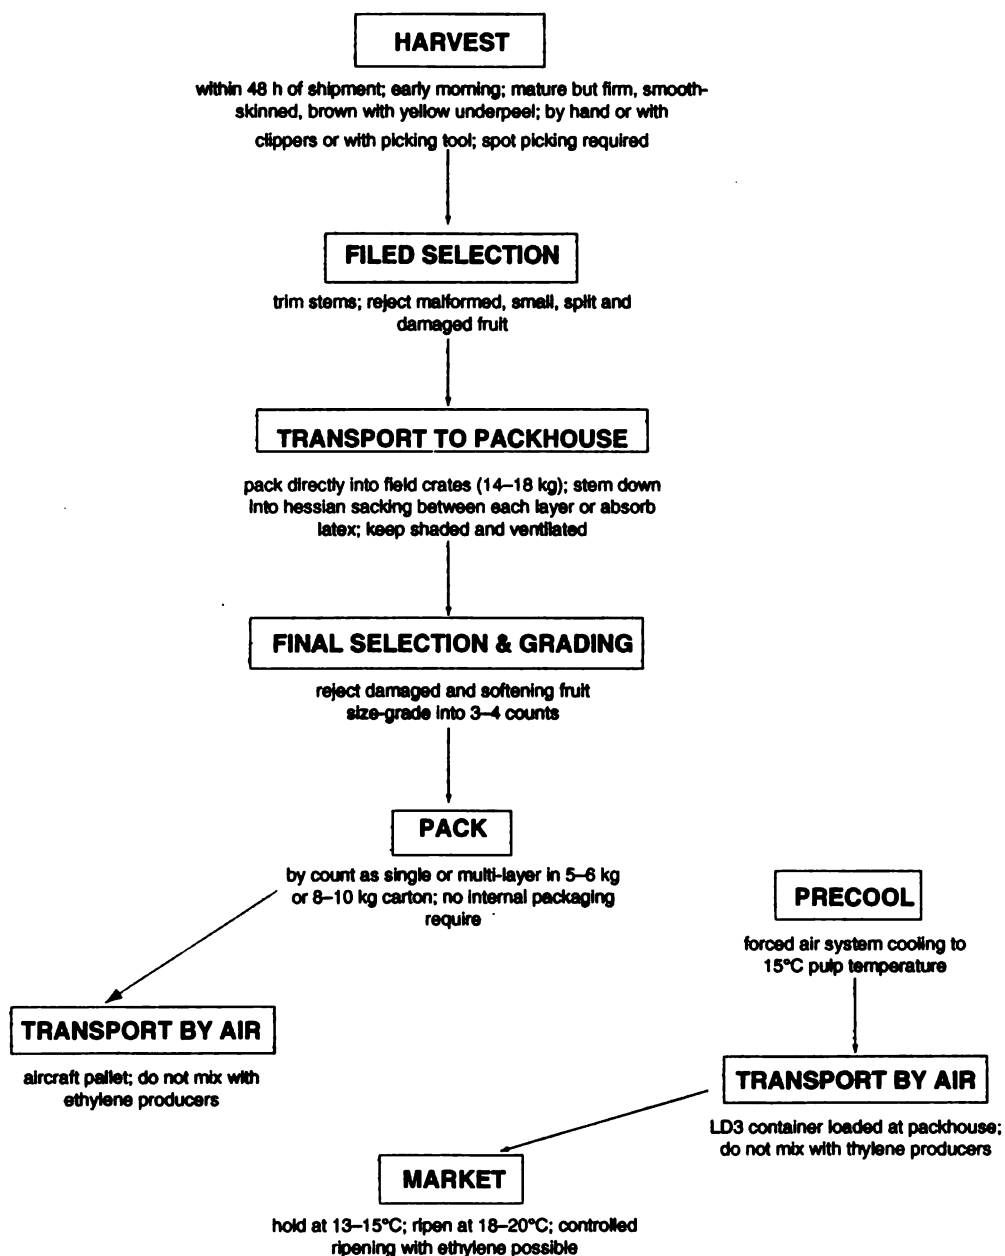 HARVEST
within 48 h of shipment; early morning; mature but firm, smooth-
skinned, brown with yellow underpeel; by hand or with
clippers or with picking tool; spot picking required
FILED SELECTION
trim stems; reject malformed, small, split and
damaged fruit
TRANSPORT TO PACKHOUSE
pack directly into field crates (14–18 kg); stem down
into hessian sacking between each layer or absorb
latex; keep shaded and ventilated
FINAL SELECTION & GRADING
reject damaged and softening fruit
size-grade into 3–4 counts
PACK
by count as single or multi-layer in 5–6 kg
or 8–10 kg carton; no internal packaging
require
PRECOOL
forced air system cooling to
15°C pulp temperature
TRANSPORT BY AIR
aircraft pallet; do not mix with
ethylene producers
TRANSPORT BY AIR
LD3 container loaded at packhouse;
do not mix with thylene producers
MARKET
hold at 13–15°C; ripen at 18–20°C; controlled
ripening with ethylene possible